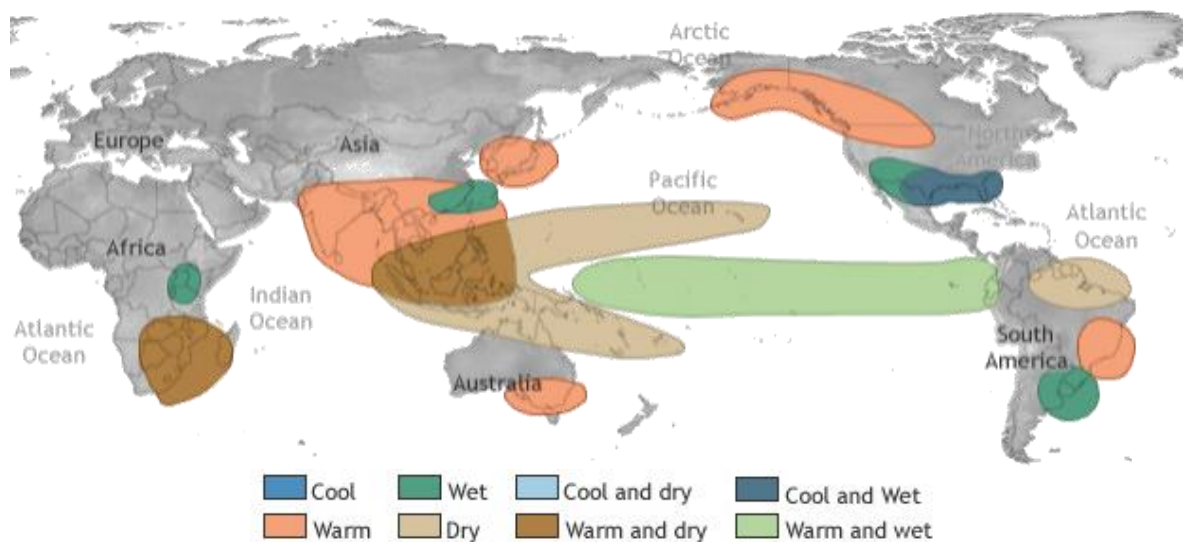 Arctic
Ocean
Europe
Asia
North
America
Pacific
Ocean
Atlantic
Ocean
Africa
Indian
Ocean
Atlantic
Ocean
South
America
Australia
Cool
Wet
Cool and dry
Cool and Wet
Warm
Dry
Warm and dry
Warm and wet